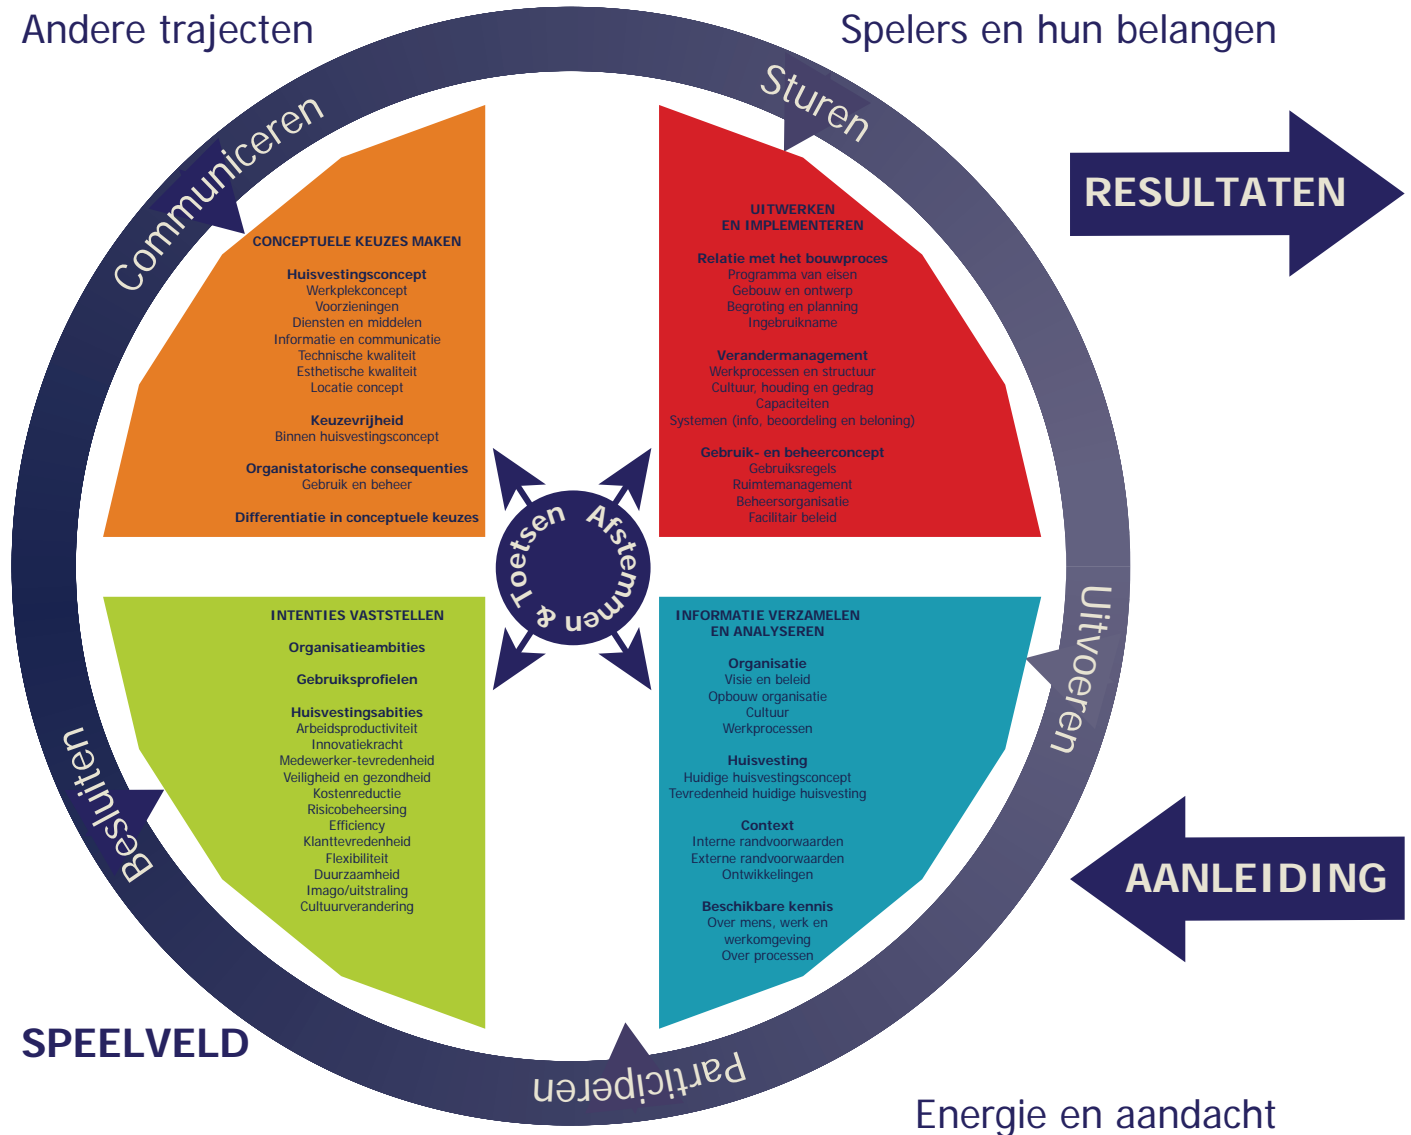 Andere trajecten
Spelers en hun belangen
Communiceren
Sturen
RESULTATEN
CONCEPTUELE KEUZES MAKEN
Huisvestingsconcept
Werkplekconcept
Voorzieningen
Diensten en middelen
Informatie en communicatie
Technische kwaliteit
Esthetische kwaliteit
Locatie concept
Keuzevrijheid
Binnen huisvestingsconcept
Organistatorische consequenties
Gebruik en beheer
Differentiatie in conceptuele keuzes
UITWERKEN
EN IMPLEMENTEREN
Relatie met het bouwproces
Programma van eisen
Gebouw en ontwerp
Begroting en planning
Ingebruikname
Verandermanagement
Werkprocessen en structuur
Cultuur, houding en gedrag
Capaciteiten
Systemen (info, beoordeling en beloning)
Gebruik- en beheerconcept
Gebruiksregels
Ruimtemanagement
Beheersorganisatie
Facilitair beleid
Afstemmen & Toetsen
INTENTIES VASTSTELLEN
Organisatieambities
Gebruiksprofielen
Huisvestingsabities
Arbeidsproductiviteit
Innovatiekracht
Medewerker-tevredenheid
Veiligheid en gezondheid
Kostenreductie
Risicobeheersing
Efficiency
Klanttevredenheid
Flexibiliteit
Duurzaamheid
Imago/uitstraling
Cultuurverandering
INFORMATIE VERZAMELEN
EN ANALYSEREN
Organisatie
Visie en beleid
Opbouw organisatie
Cultuur
Werkprocessen
Huisvesting
Huidige huisvestingsconcept
Tevredenheid huidige huisvesting
Context
Interne randvoorwaarden
Externe randvoorwaarden
Ontwikkelingen
Beschikbare kennis
Over mens, werk en
werkomgeving
Over processen
Uitvoeren
AANLEIDING
Besluiten
Participeren
SPEELVELD
Energie en aandacht